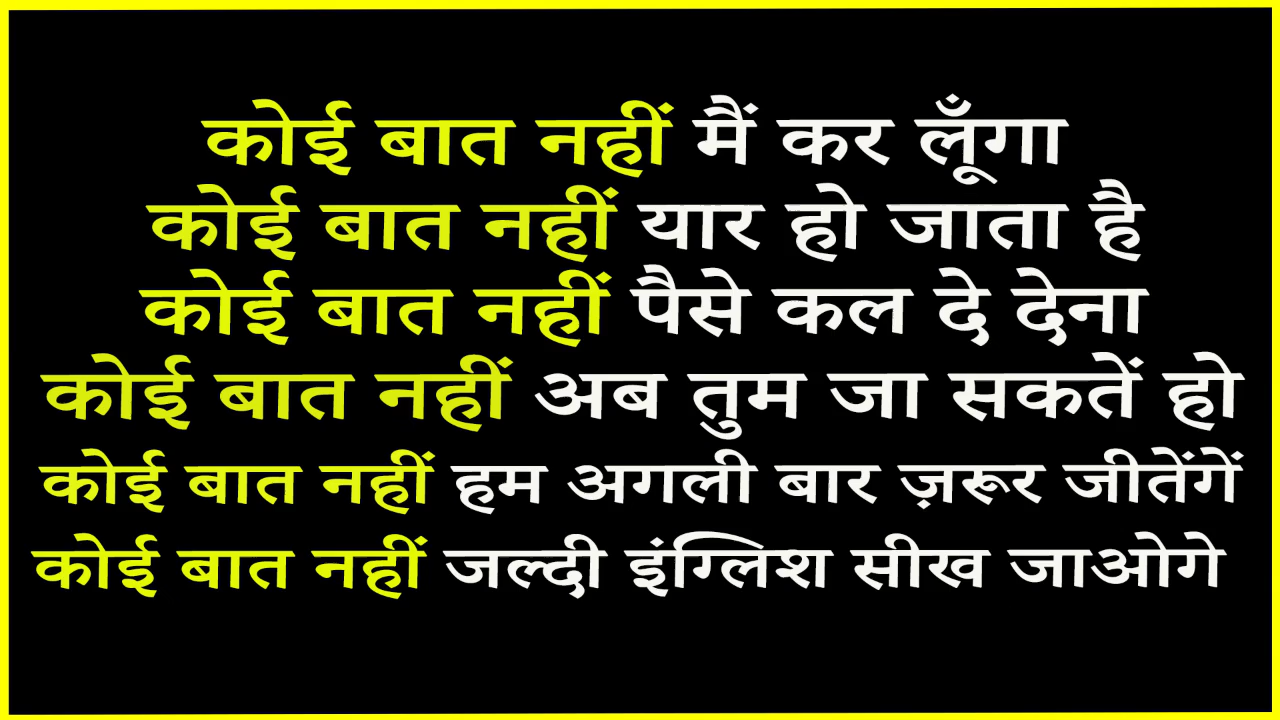 कोई बात नहीं मैं कर लूँगा
कोई बात नहीं यार हो जाता है
कोई बात नहीं पैसे कल दे देना
कोई बात नहीं अब तुम जा सकतें हो
कोई बात नहीं हम अगली बार ज़रूर जीतेंगें
कोई बात नहीं जल्दी इंग्लिश सीख जाओगे